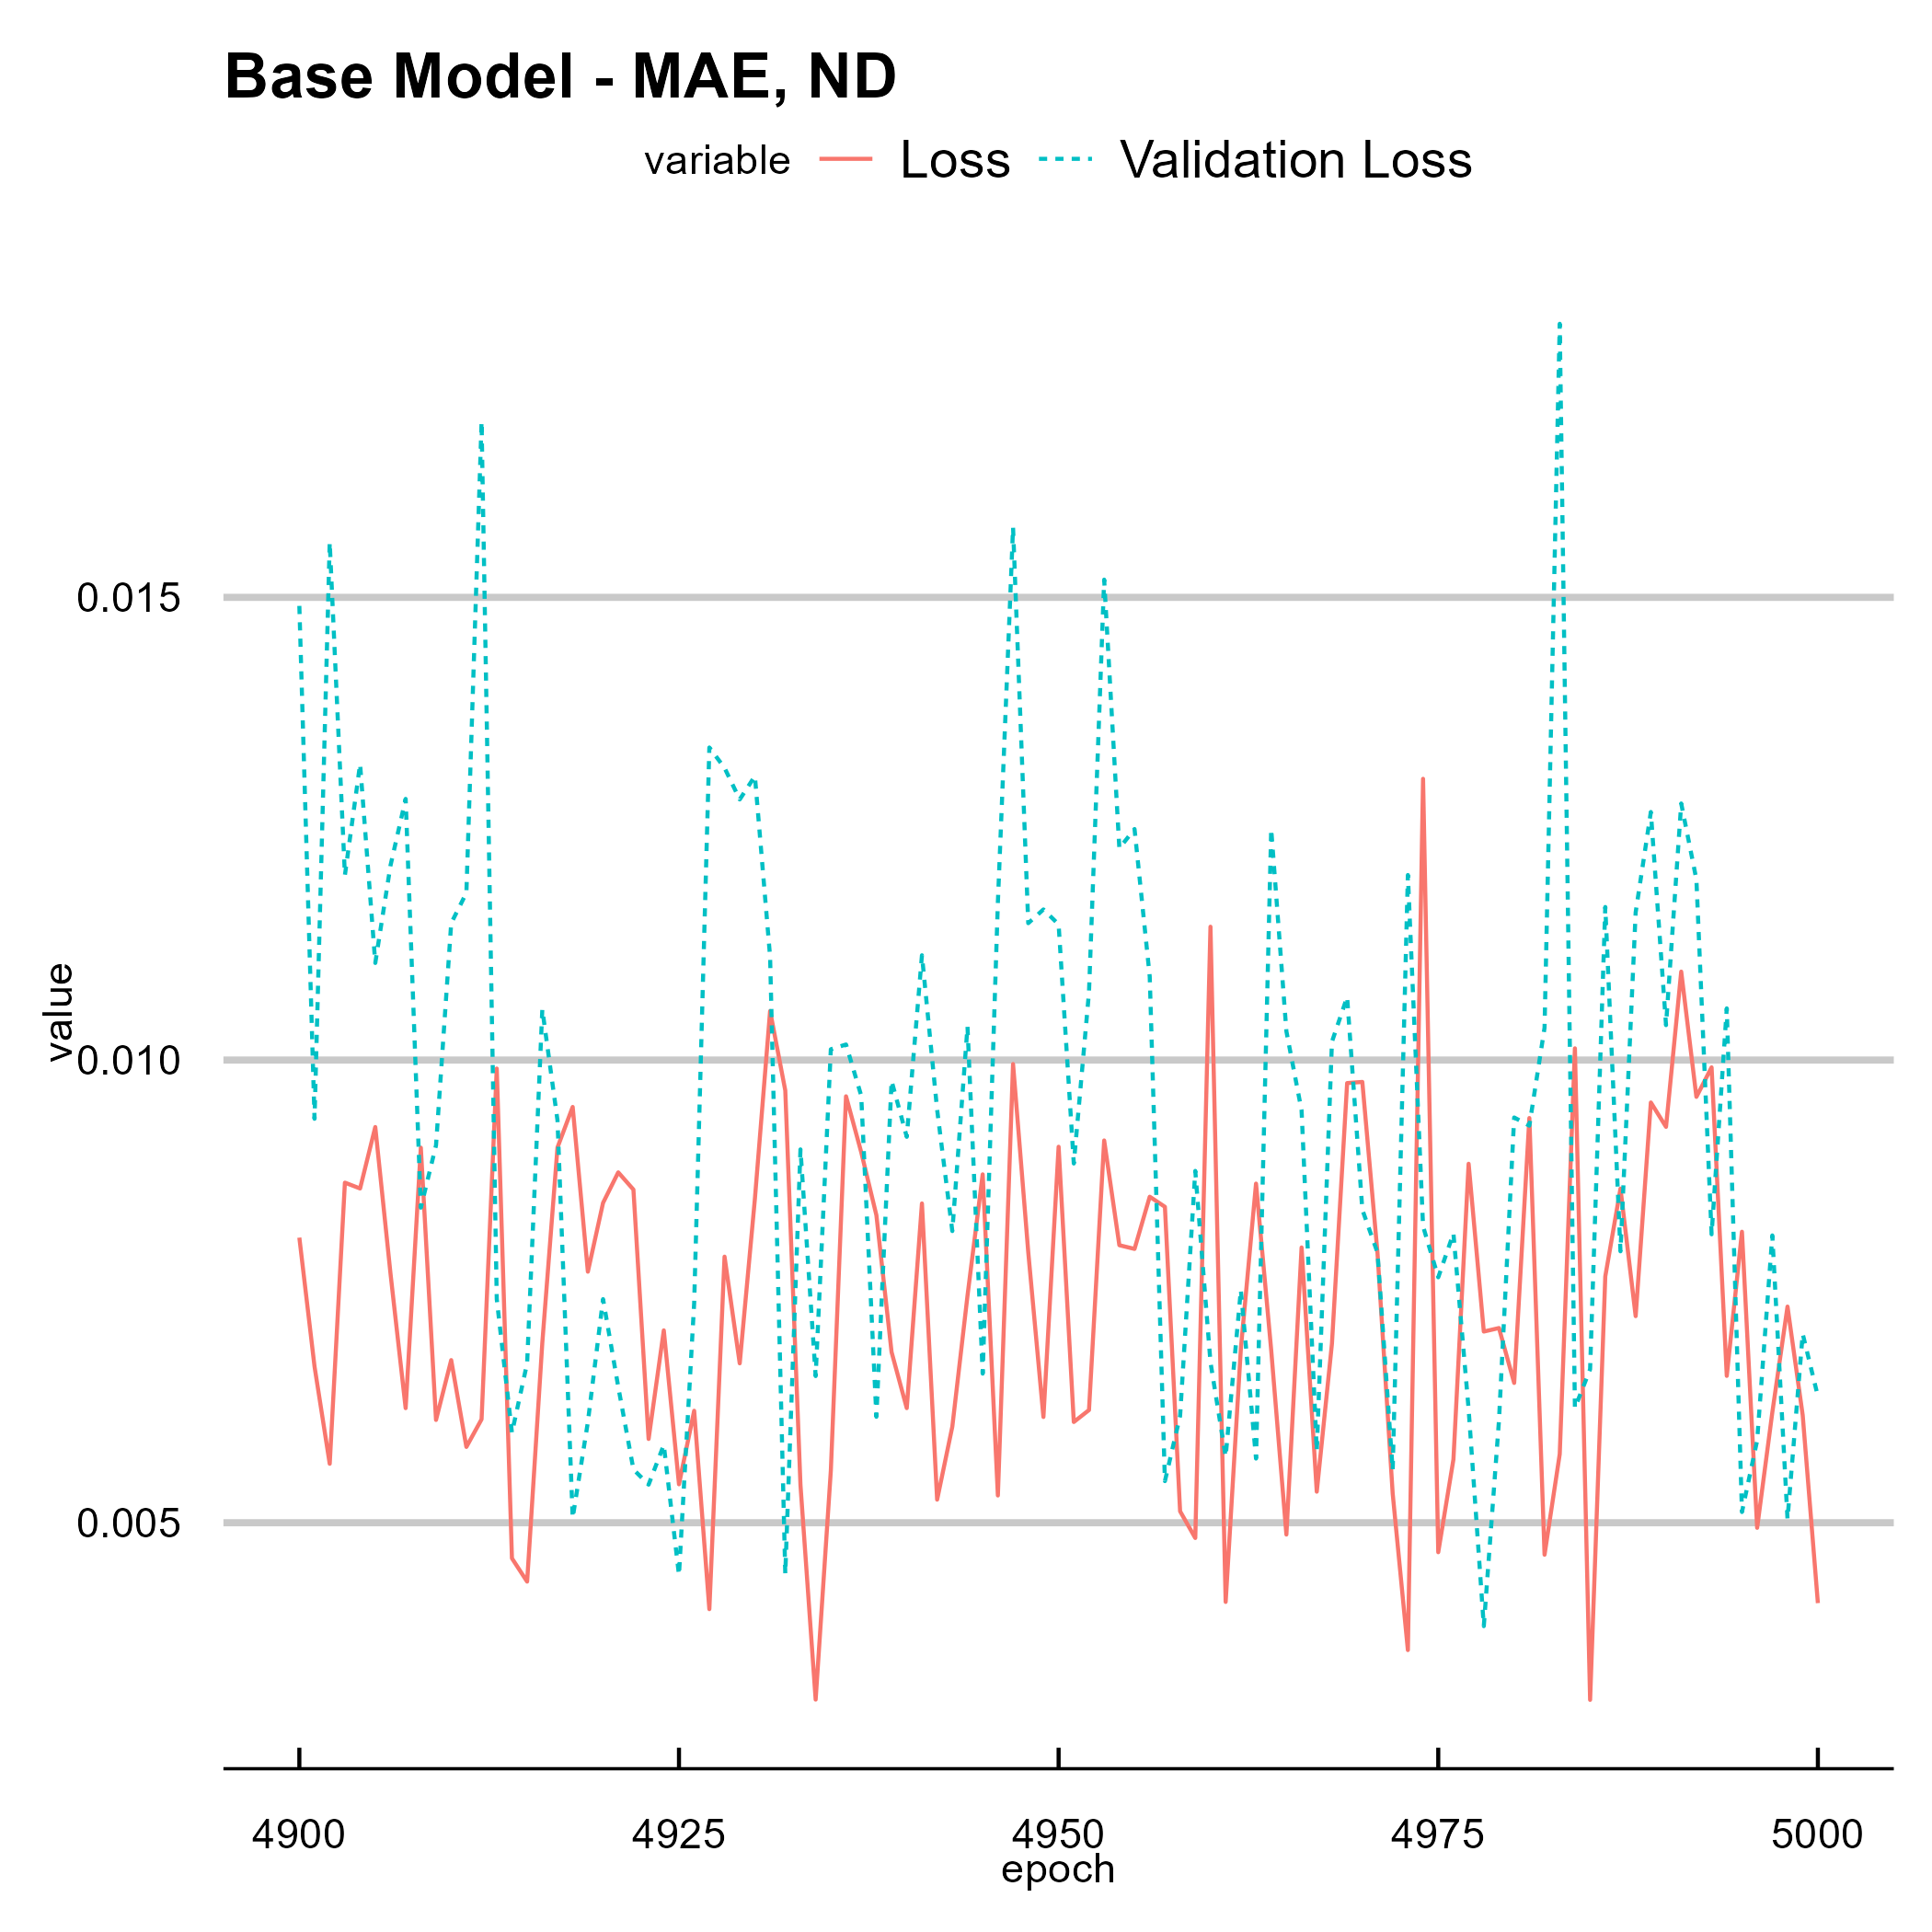 Base Model - MAE, ND
variable Loss Validation Loss
0.015
value
0.010
0.005
4900 4925 4950 4975 5000
epoch